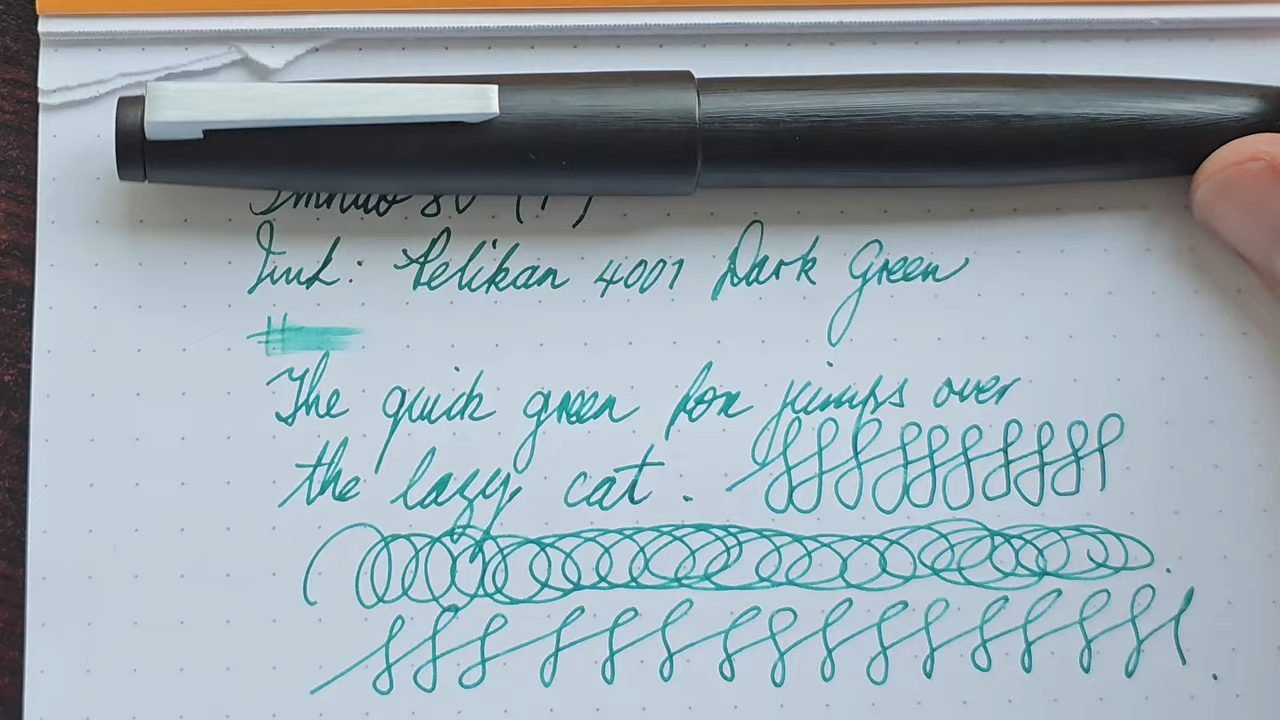 Ink: Pelikan 4001 Dark Green
The quick green fox jumps over
the lazy cat.